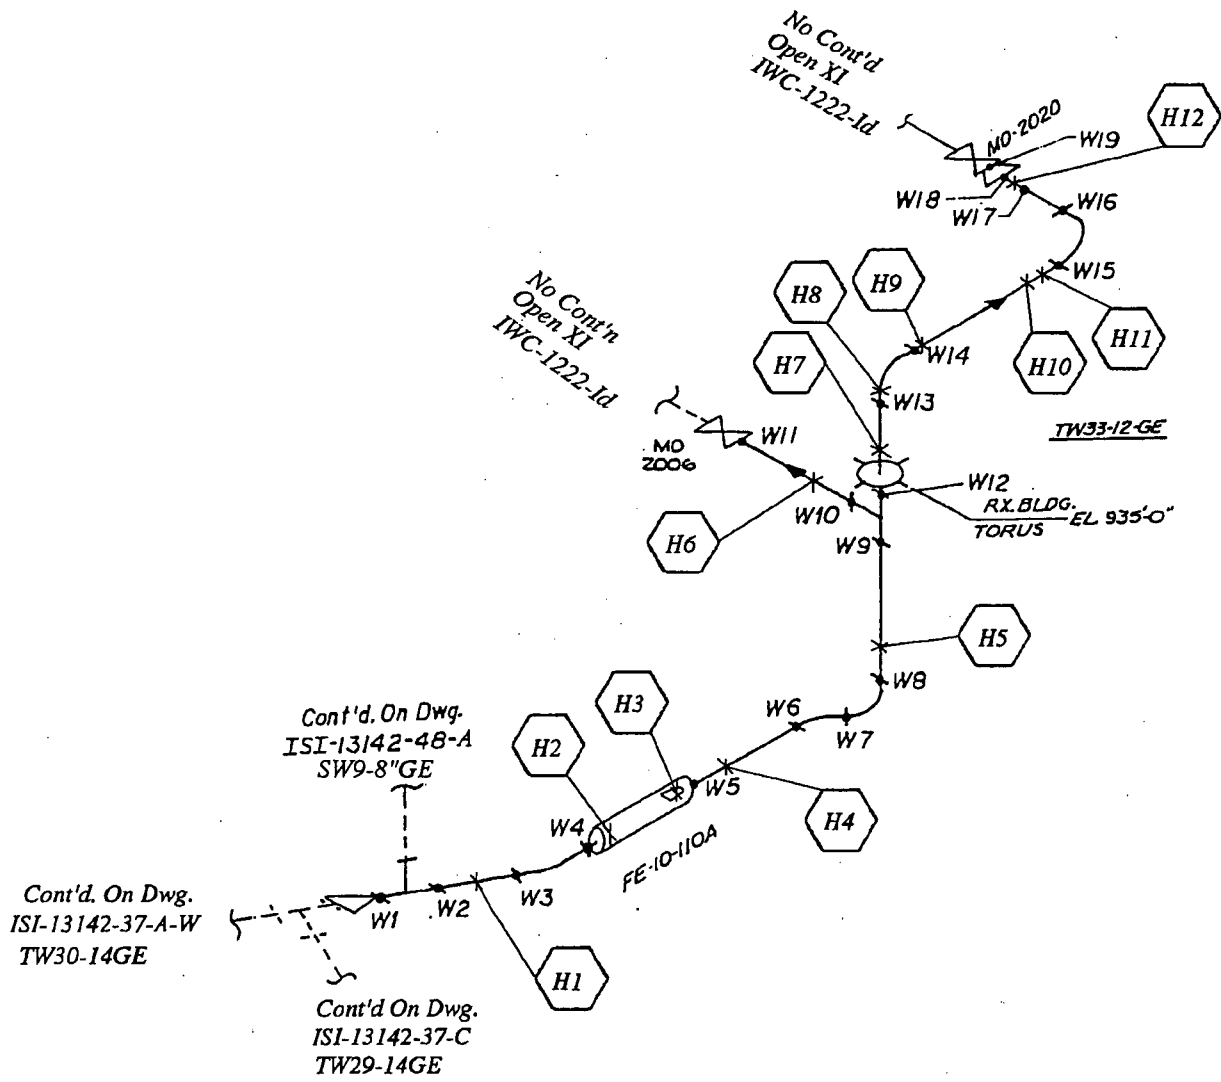 No Cont'd
Open XI
IWC-1222-Id
MO-2020
H12
W19
W18
W17
W16
W15
H8
H9
H7
W14
H10
H11
W13
TW33-12-GE
No Cont'n
Open XI
IWC-1222-Id
W11
MO
2006
W12
W10
RX. BLDG.
TORUS
EL 935'-0"
H6
W9
H5
W8
W6
W7
H3
H2
Cont'd. On Dwg.
ISI-13142-48-A
SW9-8"GE
W5
W4
H4
FE-10-110A
W3
W2
W1
Cont'd. On Dwg.
ISI-13142-37-A-W
TW30-14GE
H1
Cont'd On Dwg.
ISI-13142-37-C
TW29-14GE